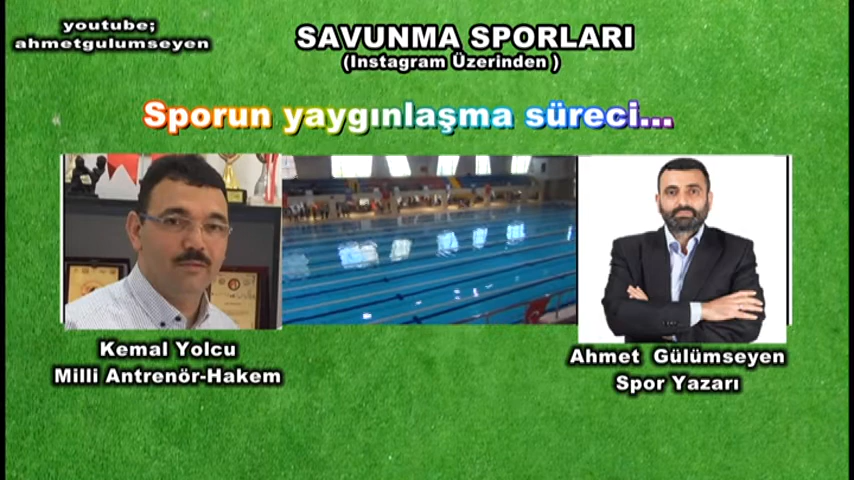 youtube;
ahmetgulumseyen
SAVUNMA SPORLARI
(Instagram Üzerinden )
Sporun yaygınlaşma süreci...
Kemal Yolcu
Milli Antrenör-Hakem
Ahmet Gülümseyen
Spor Yazarı